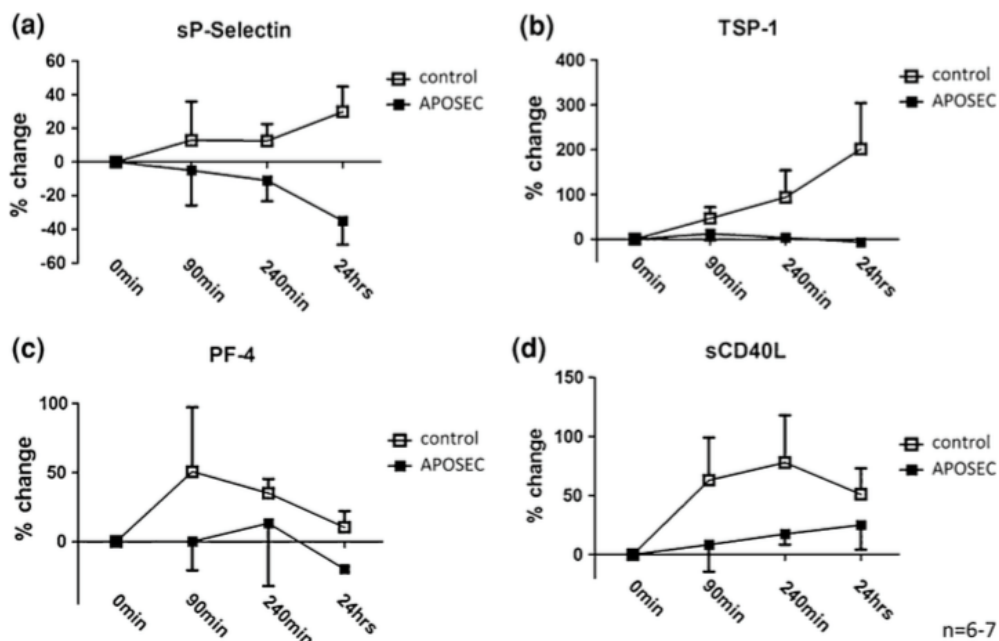 (a)
sP-Selectin
% change
60
40
20
0
-20
-40
-60
0min
90min
240min
24hrs
control
APOSEC
(b)
TSP-1
% change
400
300
200
100
0
0min
90min
240min
24hrs
control
APOSEC
(c)
PF-4
% change
100
50
0
0min
90min
240min
24hrs
control
APOSEC
(d)
sCD40L
% change
150
100
50
0
0min
90min
240min
24hrs
control
APOSEC
n=6-7